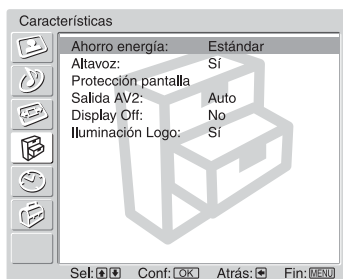 Características
Ahorro energía: Estándar
Altavoz: Sí
Protección pantalla
Salida AV2: Auto
Display Off: No
Iluminación Logo: Sí
Sel: Conf: OK Atrás: Fin: MENU